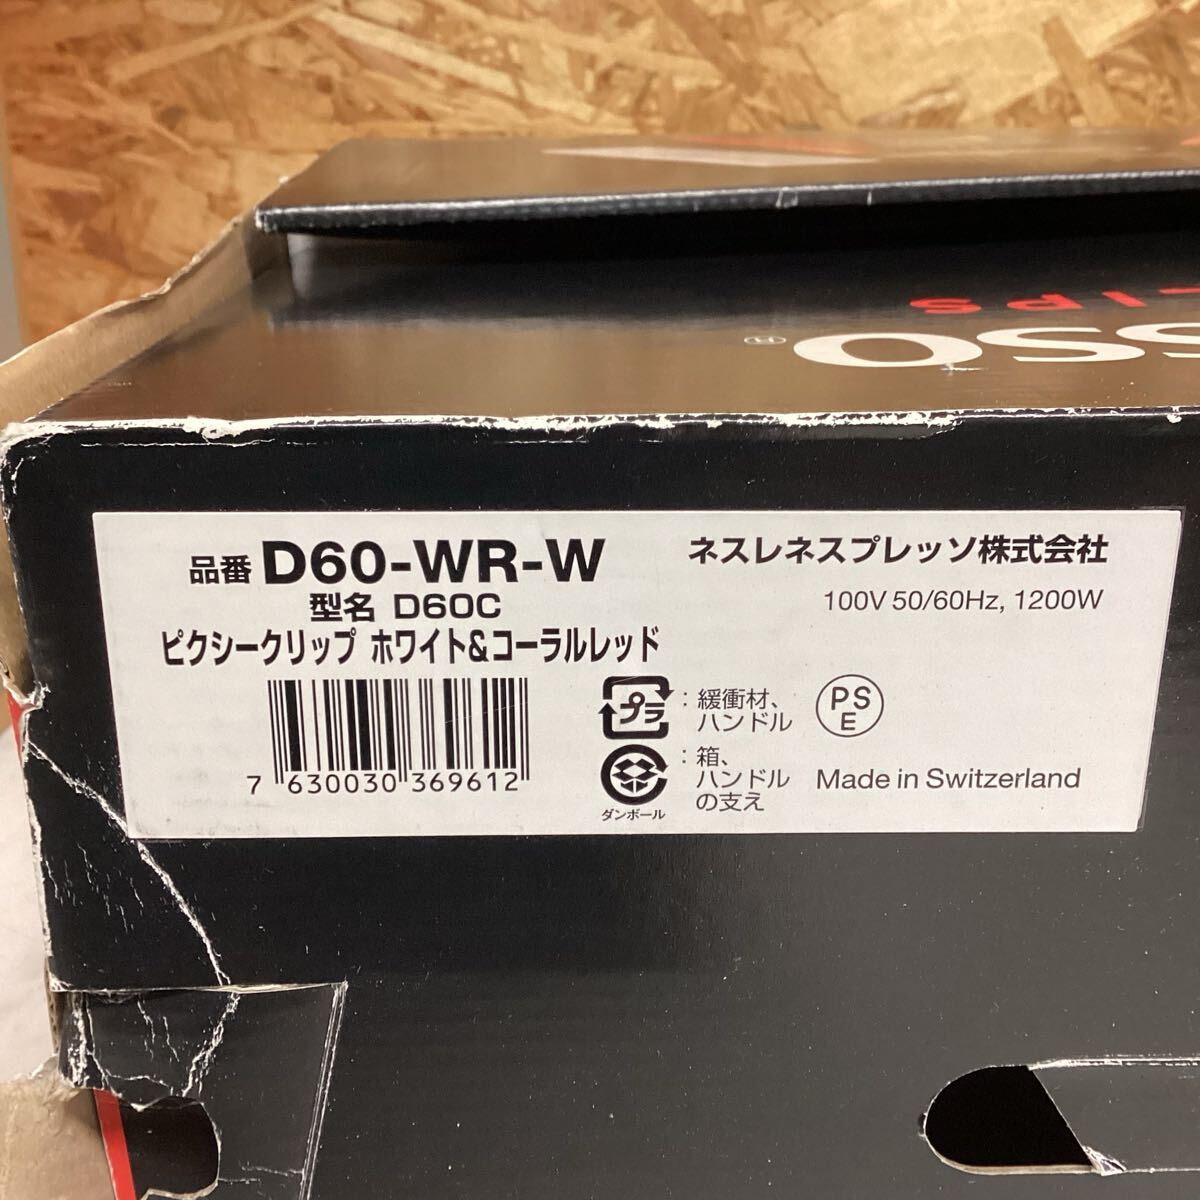 LIPS
SSO
品番 D60-WR-W
型名 D60C
ピクシークリップ ホワイト&コーラルレッド
7 630030 369612
ネスレネスプレッソ株式会社
100V 50/60Hz, 1200W
プラ : 緩衝材、
ハンドル
PS
E
ダンボール : 箱、
ハンドル
の支え
Made in Switzerland